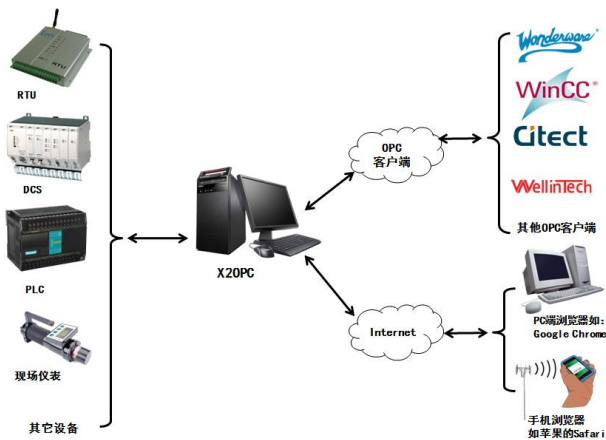 RTU
DCS
PLC
现场仪表
其它设备
X2OPC
OPC
客户端
Internet
Wonderware
WinCC
Citect
WellinTech
其他OPC客户端
PC端浏览器如:
Google Chrome
手机浏览器
如苹果的Safari